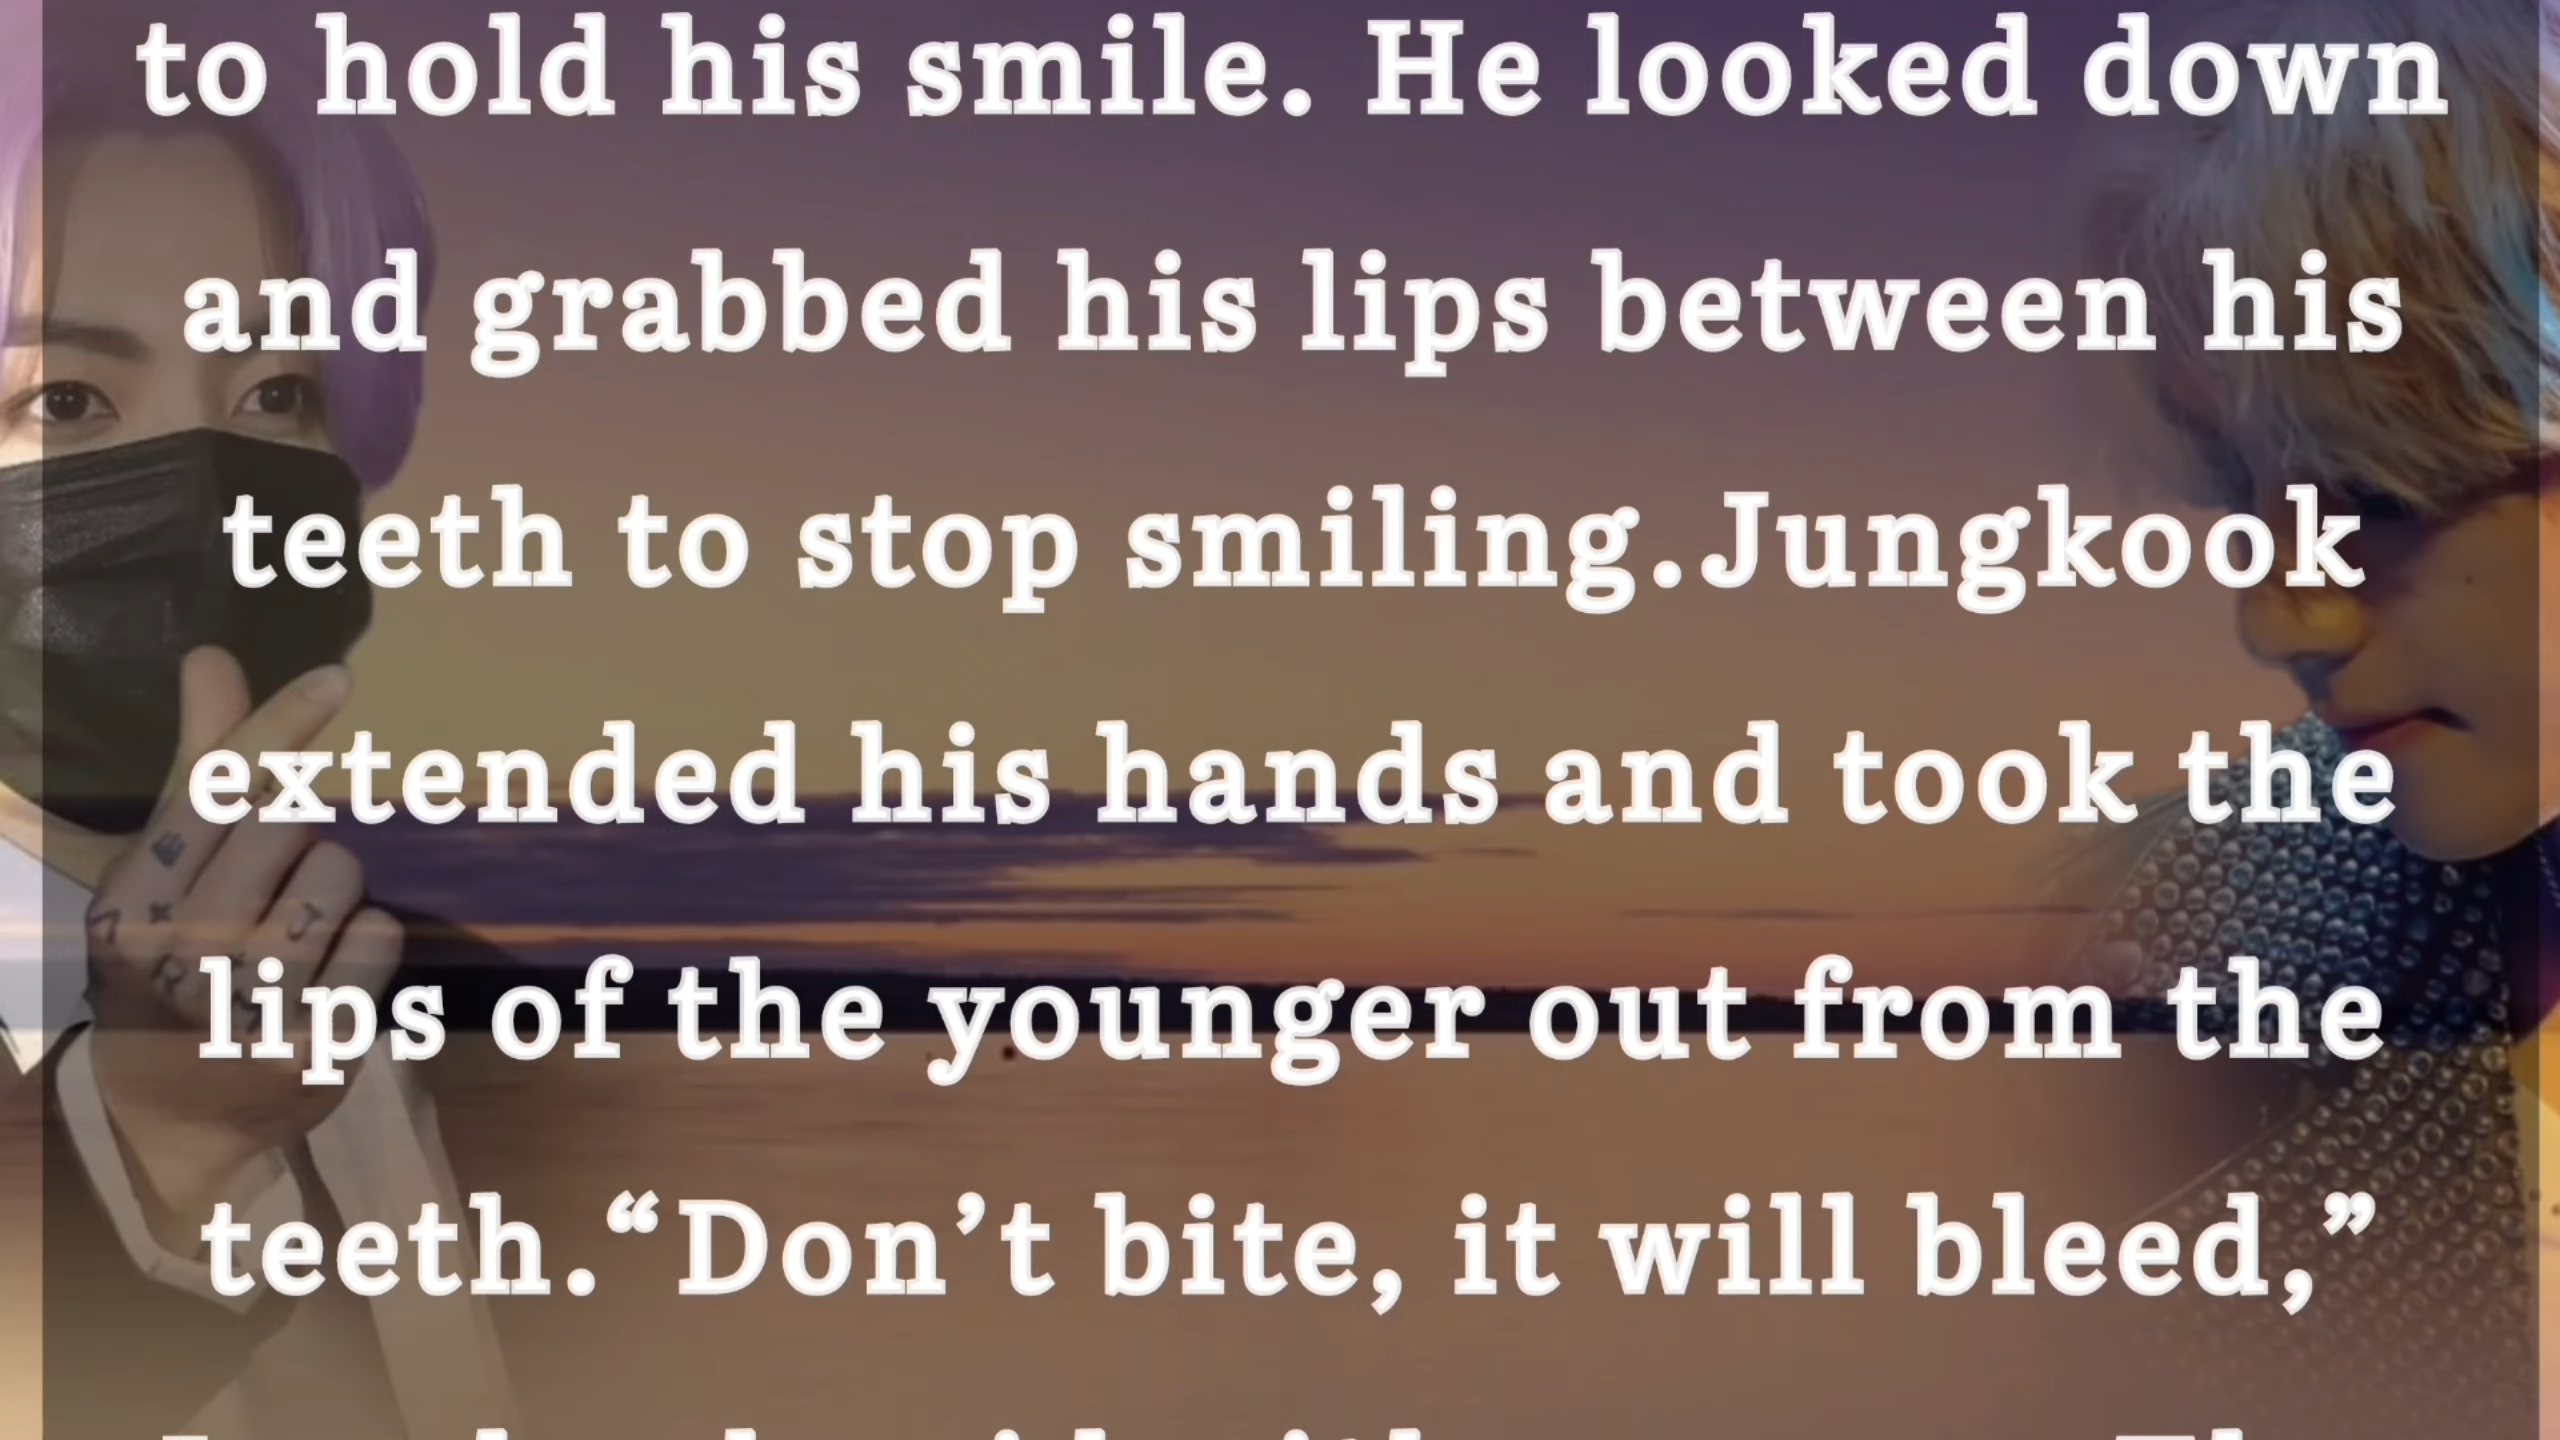 to hold his smile. He looked down
and grabbed his lips between his
teeth to stop smiling.Jungkook
extended his hands and took the
lips of the younger out from the
teeth.“Don’t bite, it will bleed,”